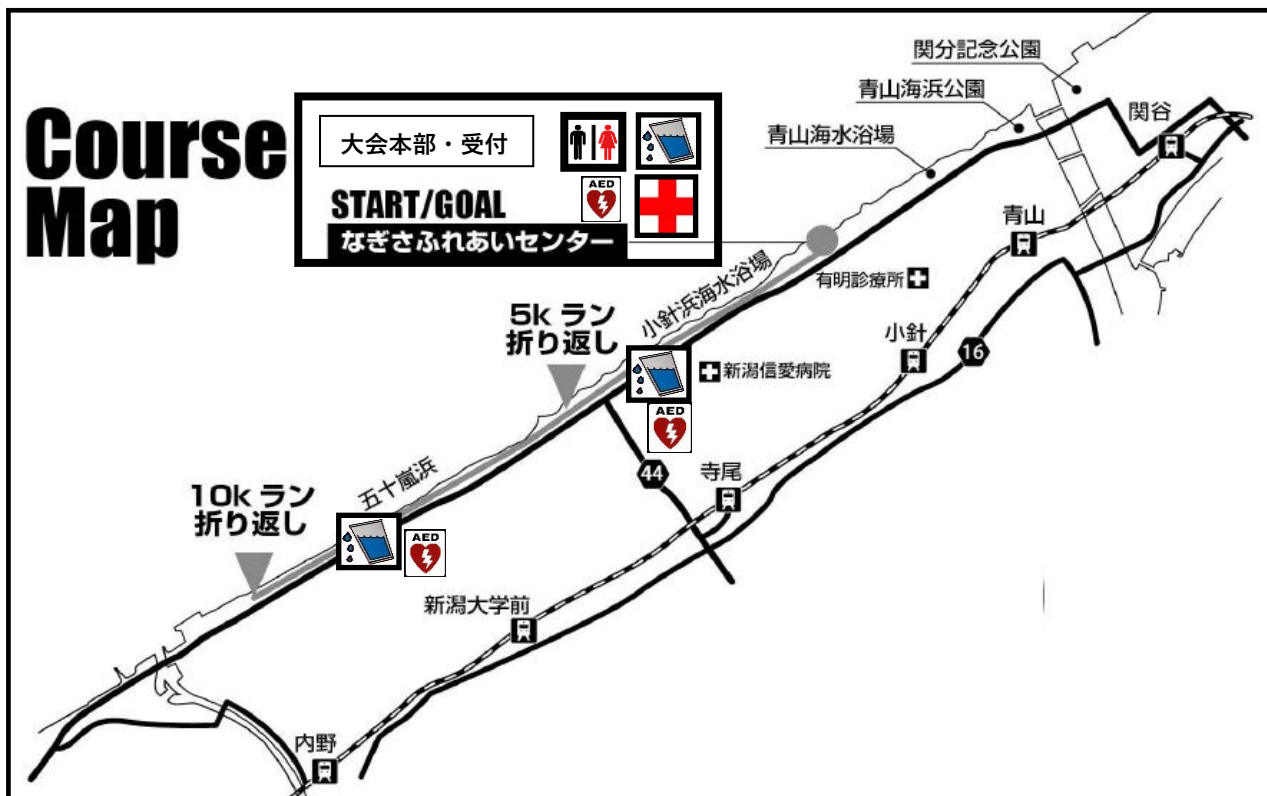 Course
Map
大会本部・受付
AED
START/GOAL
なぎさふれあいセンター
関分記念公園
青山海浜公園
青山海水浴場
関谷
青山
有明診療所
小針浜海水浴場
小針
16
5k ラン
折り返し
新潟信愛病院
AED
44
寺尾
五十嵐浜
10k ラン
折り返し
AED
新潟大学前
内野